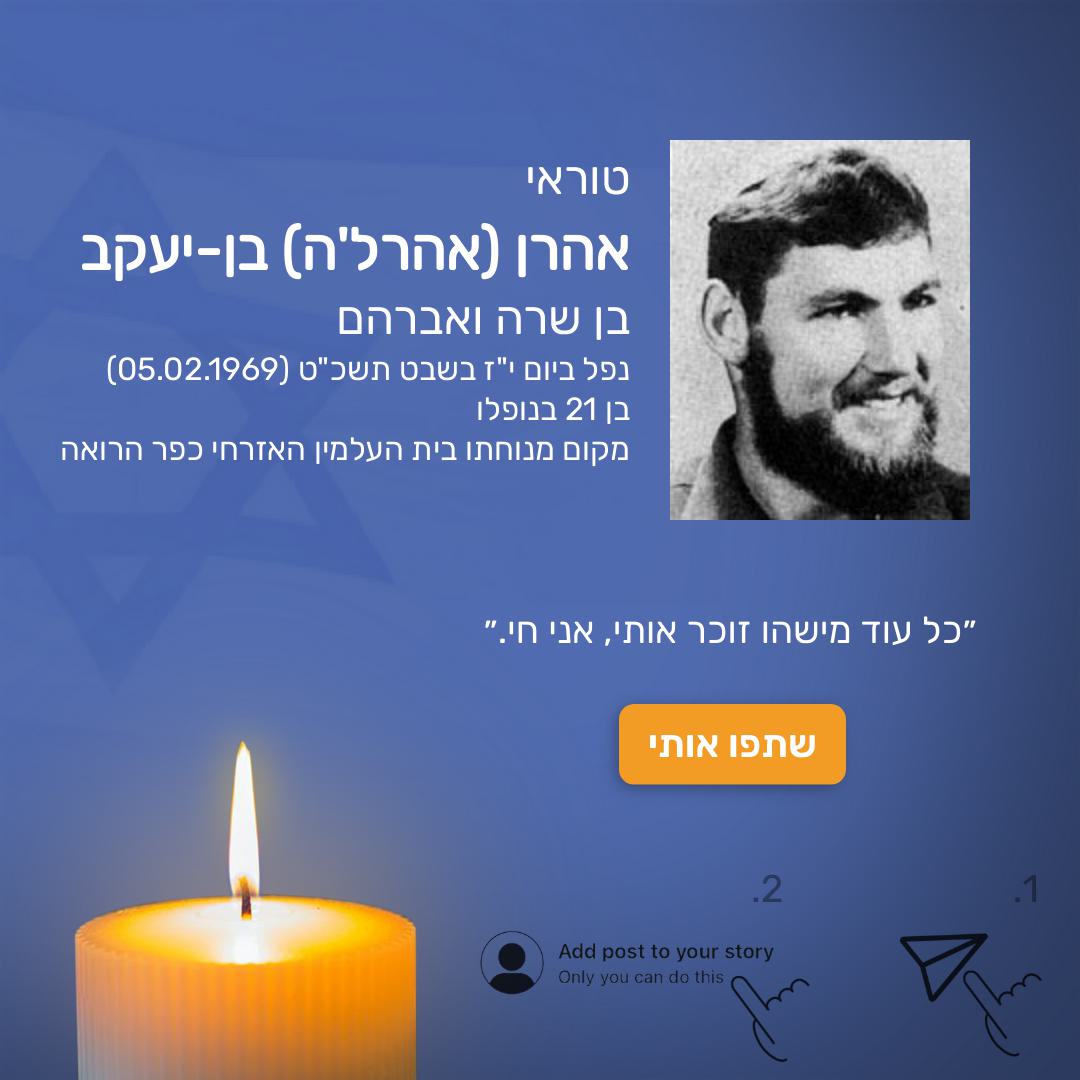 טוראי
אהרן (אהרל'ה) בן-יעקב
בן שרה ואברהם
נפל ביום י"ז בשבט תשכ"ט (05.02.1969)
בן 21 בנופלו
מקום מנוחתו בית העלמין האזרחי כפר הרואה
״כל עוד מישהו זוכר אותי, אני חי.״
שתפו אותי
.1
.2
Add post to your story
Only you can do this